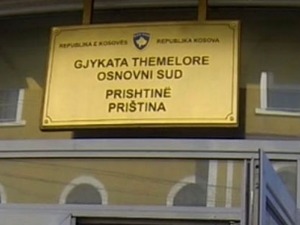 REPUBLIKA E KOSOVËS REPUBLIKA KOSOVA
GJYKATA THEMELORE
OSNOVNI SUD
PRISHTINË
PRIŠTINA